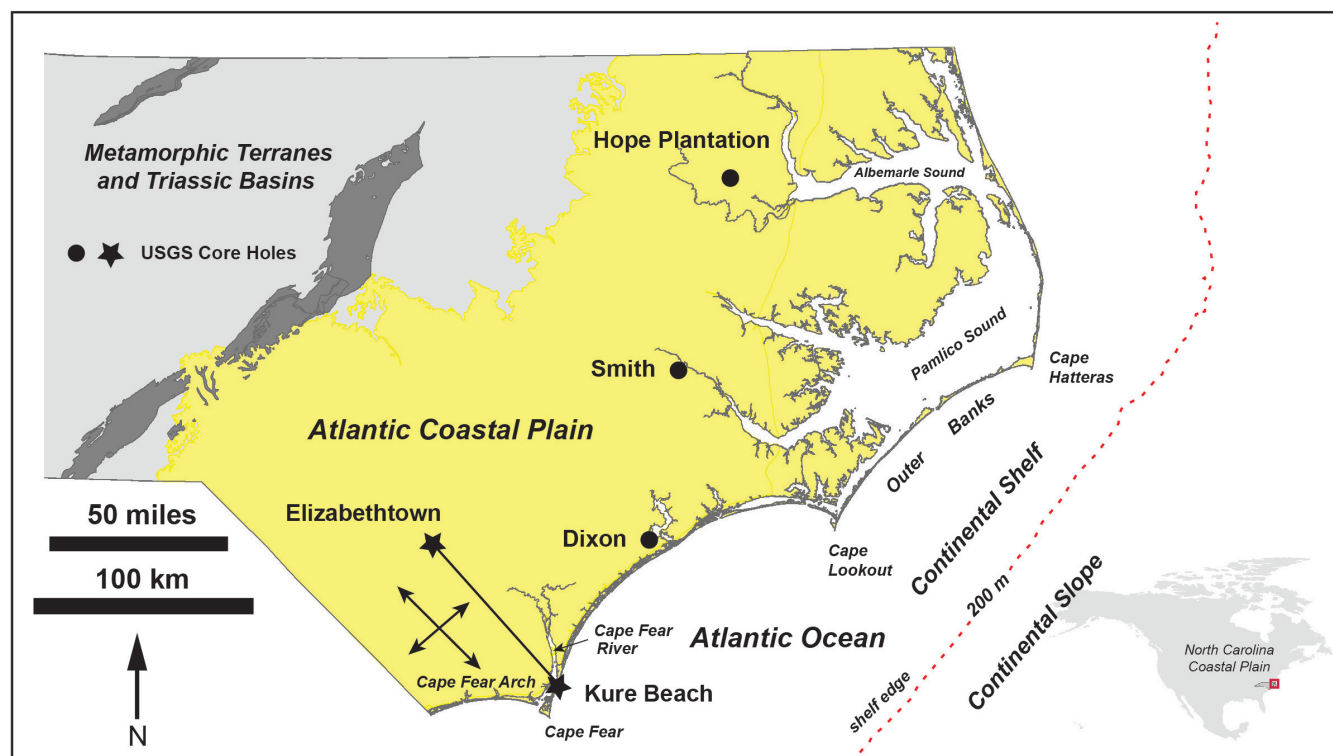 Metamorphic Terranes
and Triassic Basins
USGS Core Holes
Hope Plantation
Albemarle Sound
Smith
Pamlico Sound
Cape
Hatteras
Atlantic Coastal Plain
Outer Banks
Continental Shelf
50 miles
100 km
Elizabethtown
Dixon
Cape
Lookout
200 m
shelf edge
Continental Slope
Cape Fear
River
Atlantic Ocean
Cape Fear Arch
Kure Beach
Cape Fear
N
North Carolina
Coastal Plain